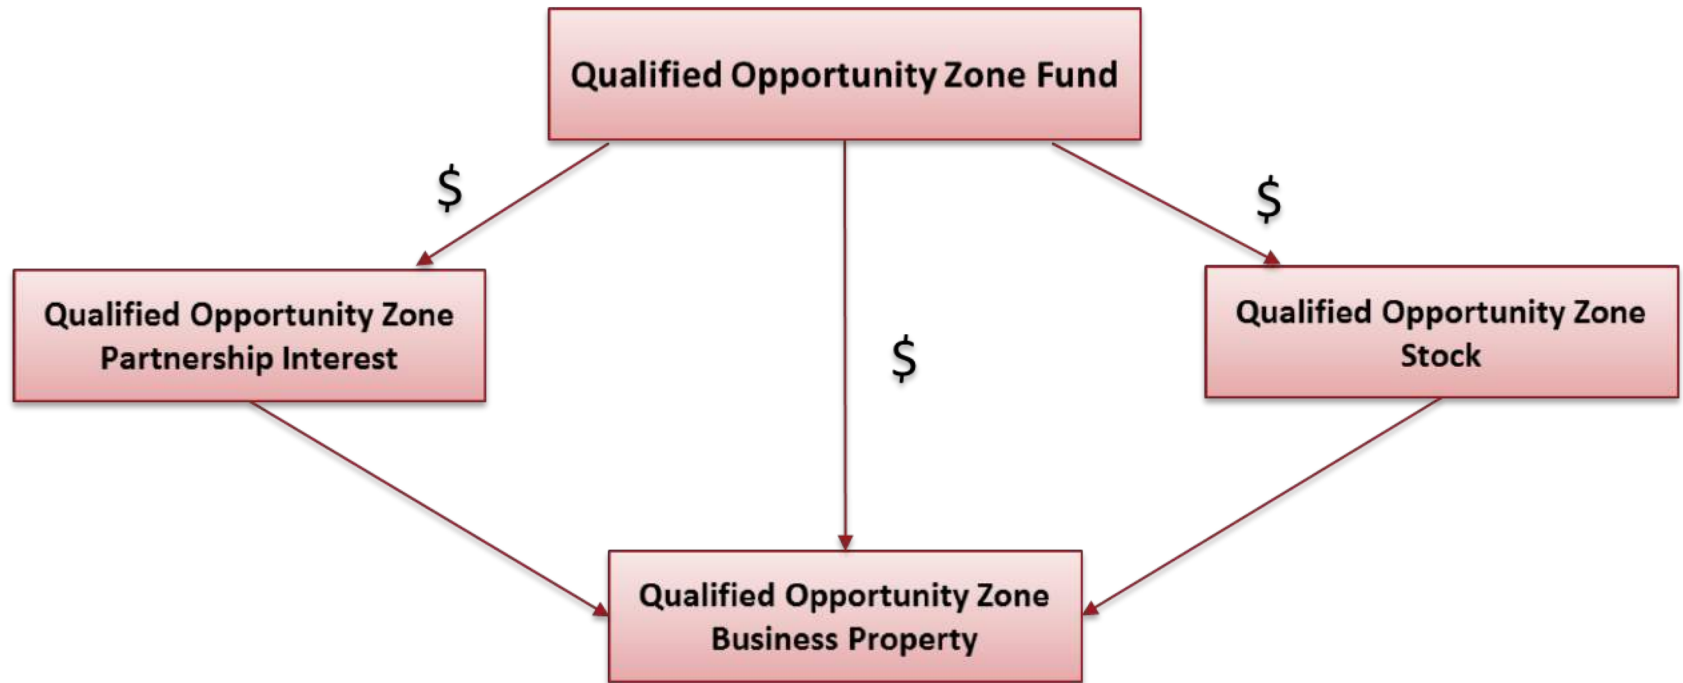 Qualified Opportunity Zone Fund
$
$
Qualified Opportunity Zone
Partnership Interest
$
Qualified Opportunity Zone
Stock
Qualified Opportunity Zone
Business Property